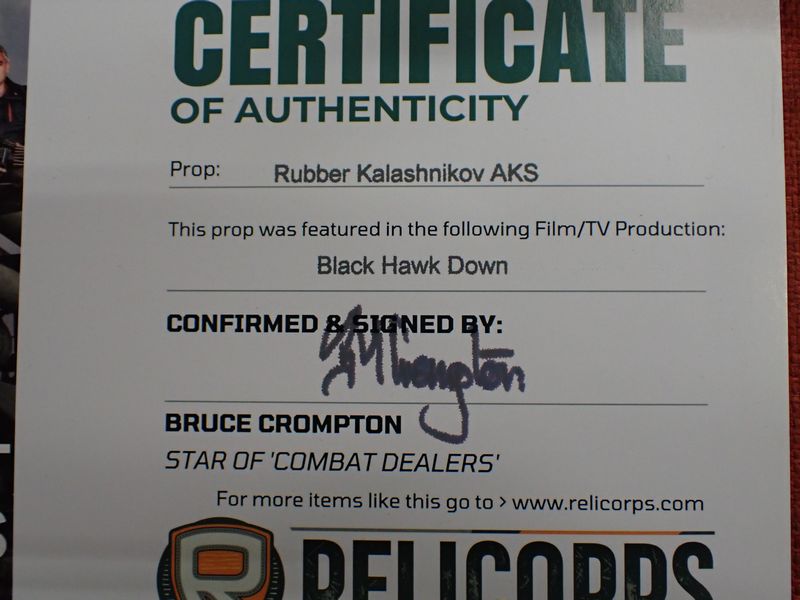 CERTIFICATE
OF AUTHENTICITY
Prop: Rubber Kalashnikov AKS
This prop was featured in the following Film/TV Production:
Black Hawk Down
CONFIRMED & SIGNED BY:
BRUCE CROMPTON
STAR OF 'COMBAT DEALERS'
For more items like this go to > www.relicorps.com
R RELICORPS